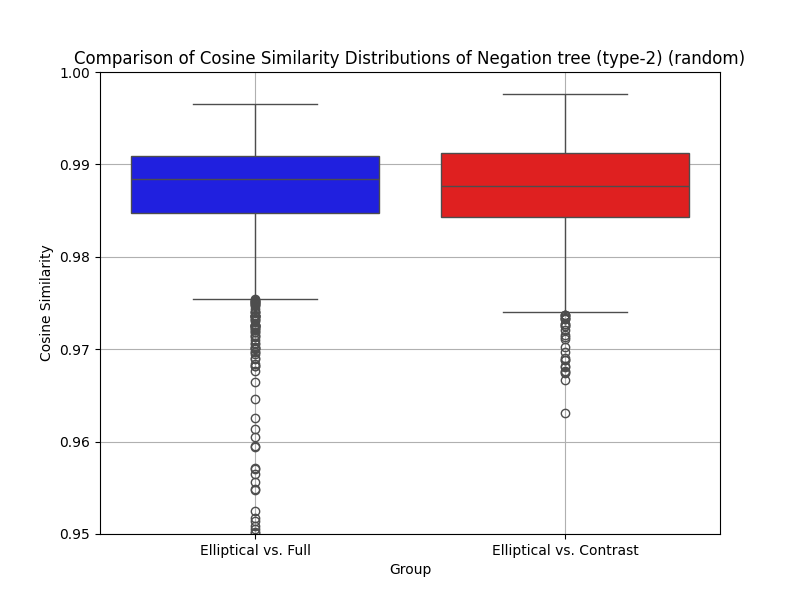 Comparison of Cosine Similarity Distributions of Negation tree (type-2) (random)
1.00
0.99
0.98
0.97
0.96
0.95
Cosine Similarity
Elliptical vs. Full
Elliptical vs. Contrast
Group